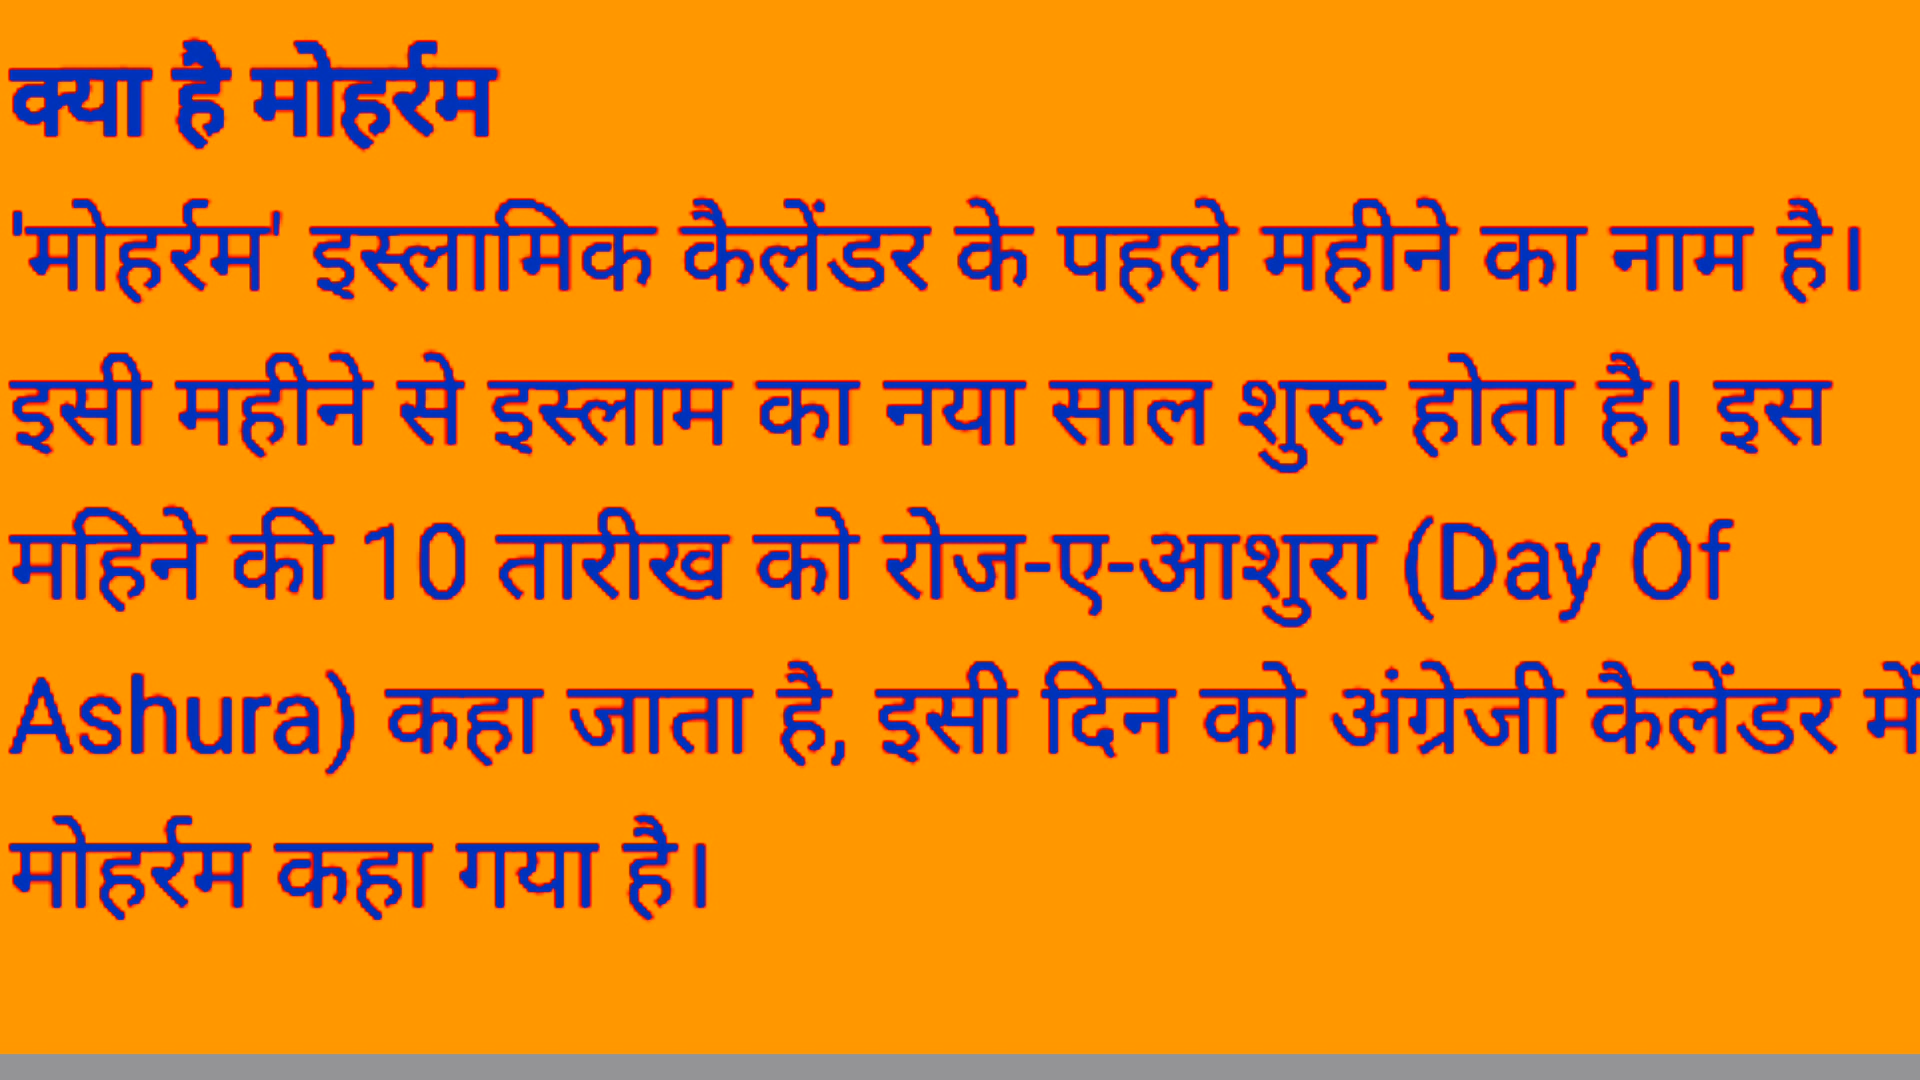 क्या है मोहर्रम
'मोहर्रम' इस्लामिक कैलेंडर के पहले महीने का नाम है।
इसी महीने से इस्लाम का नया साल शुरू होता है। इस
महिने की 10 तारीख को रोज-ए-आशुरा (Day Of
Ashura) कहा जाता है, इसी दिन को अंग्रेजी कैलेंडर में
मोहर्रम कहा गया है।